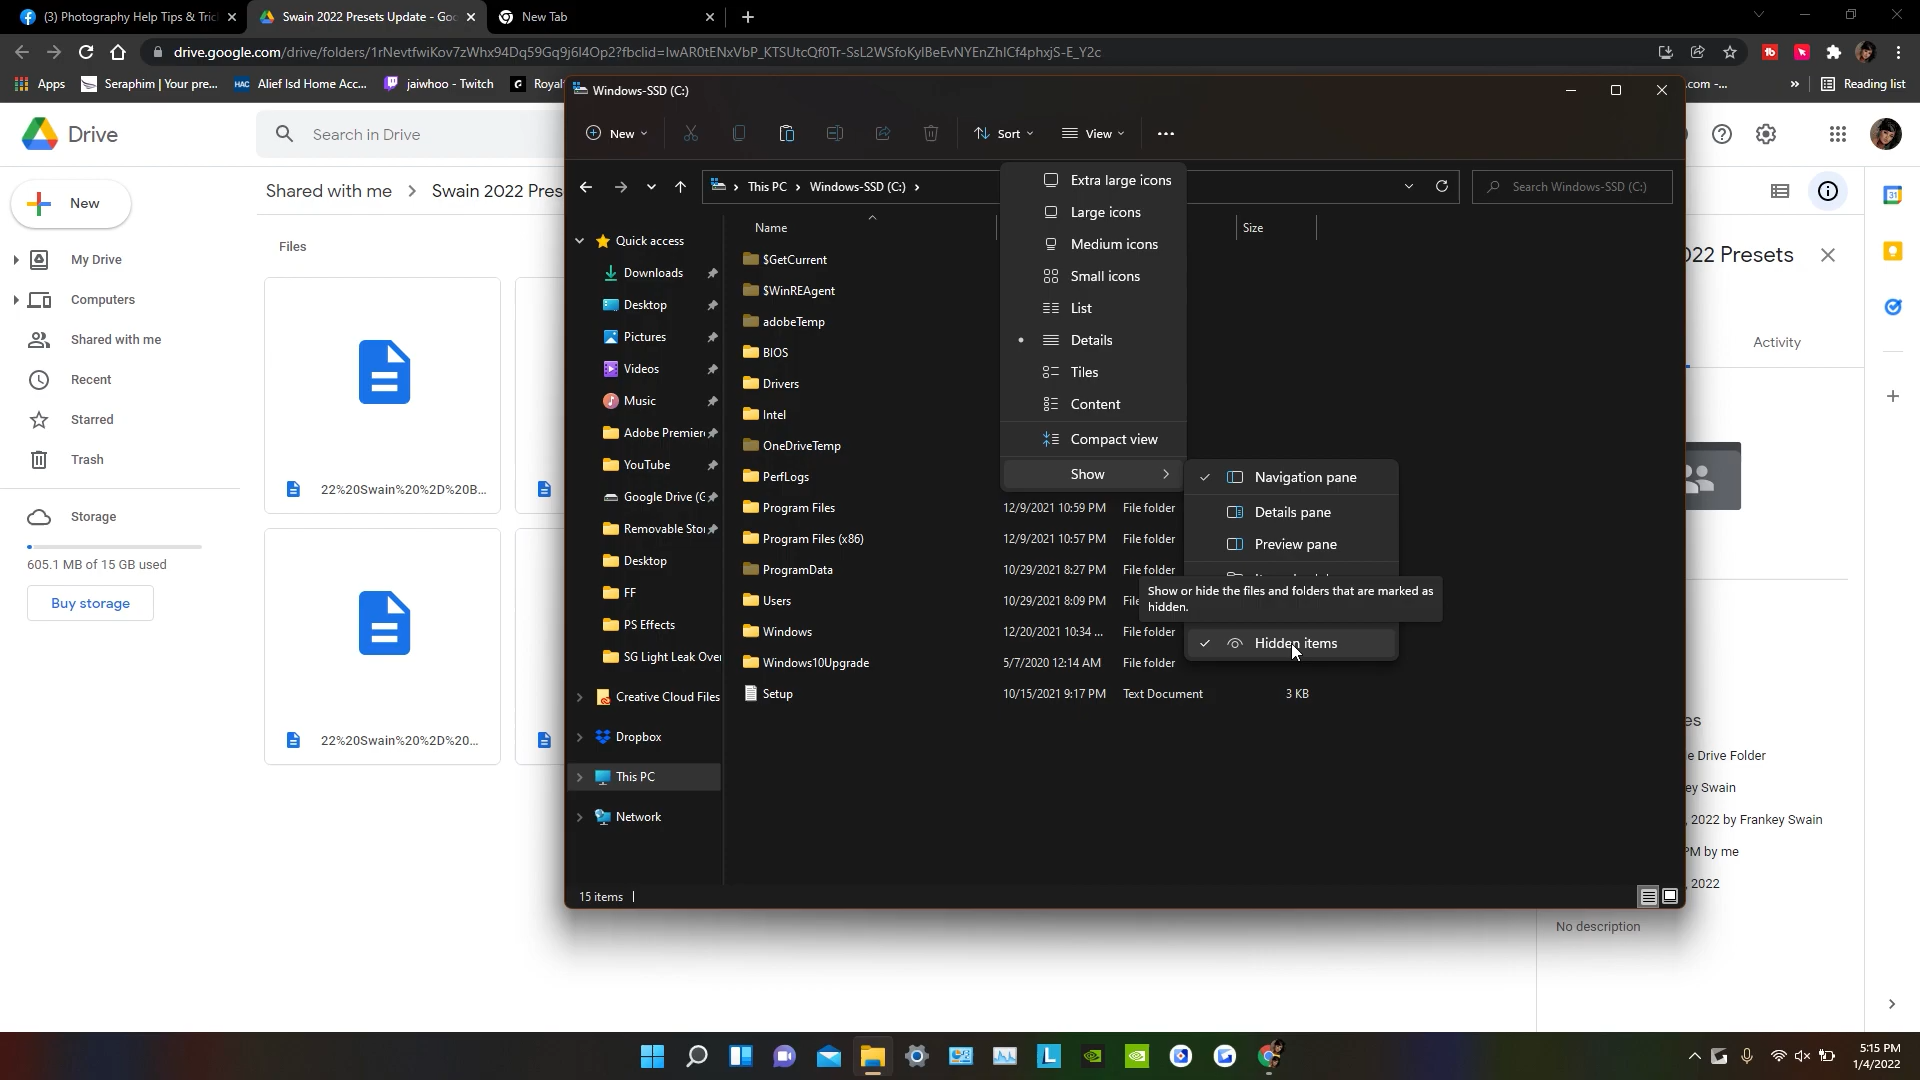 (3) Photography Help Tips & Tric
Swain 2022 Presets Update - Goo
New Tab
drive.google.com/drive/folders/1rNevtfwiKov7zWhx94Dq59Gq9j6l4Op2?fbclid=IwAR0tENxVbP_KTSUtcQf0Tr-SsL2WSfoKyIBeEvNYEnZhICf4phxjS-E_Y2c
Apps
Seraphim | Your pre...
HAC
Alief Isd Home Acc...
jaiwhoo - Twitch
Royal
.com -...
Reading list
Drive
Search in Drive
New
Shared with me > Swain 2022 Pres
Files
My Drive
Computers
Shared with me
Recent
Starred
Trash
Storage
605.1 MB of 15 GB used
Buy storage
22%20Swain%20%2D%20B...
22%20Swain%20%2D%20...
Windows-SSD (C:)
New
Sort
View
This PC > Windows-SSD (C:) >
Search Windows-SSD (C:)
Name
Size
Quick access
Downloads
Desktop
Pictures
Videos
Music
Adobe Premier
YouTube
Google Drive (G
Removable Stor
Desktop
FF
PS Effects
SG Light Leak Over
Creative Cloud Files
Dropbox
This PC
Network
$GetCurrent
$WinREAgent
adobeTemp
BIOS
Drivers
Intel
OneDriveTemp
PerfLogs
Program Files 12/9/2021 10:59 PM File folder
Program Files (x86) 12/9/2021 10:57 PM File folder
ProgramData 10/29/2021 8:27 PM File folder
Users 10/29/2021 8:09 PM File
Windows 12/20/2021 10:34 ... File folder
Windows10Upgrade 5/7/2020 12:14 AM File folder
Setup 10/15/2021 9:17 PM Text Document 3 KB
Extra large icons
Large icons
Medium icons
Small icons
List
Details
Tiles
Content
Compact view
Show
Navigation pane
Details pane
Preview pane
Show or hide the files and folders that are marked as
hidden.
Hidden items
15 items
022 Presets
Activity
es
e Drive Folder
ey Swain
, 2022 by Frankey Swain
PM by me
, 2022
No description
31
5:15 PM
1/4/2022